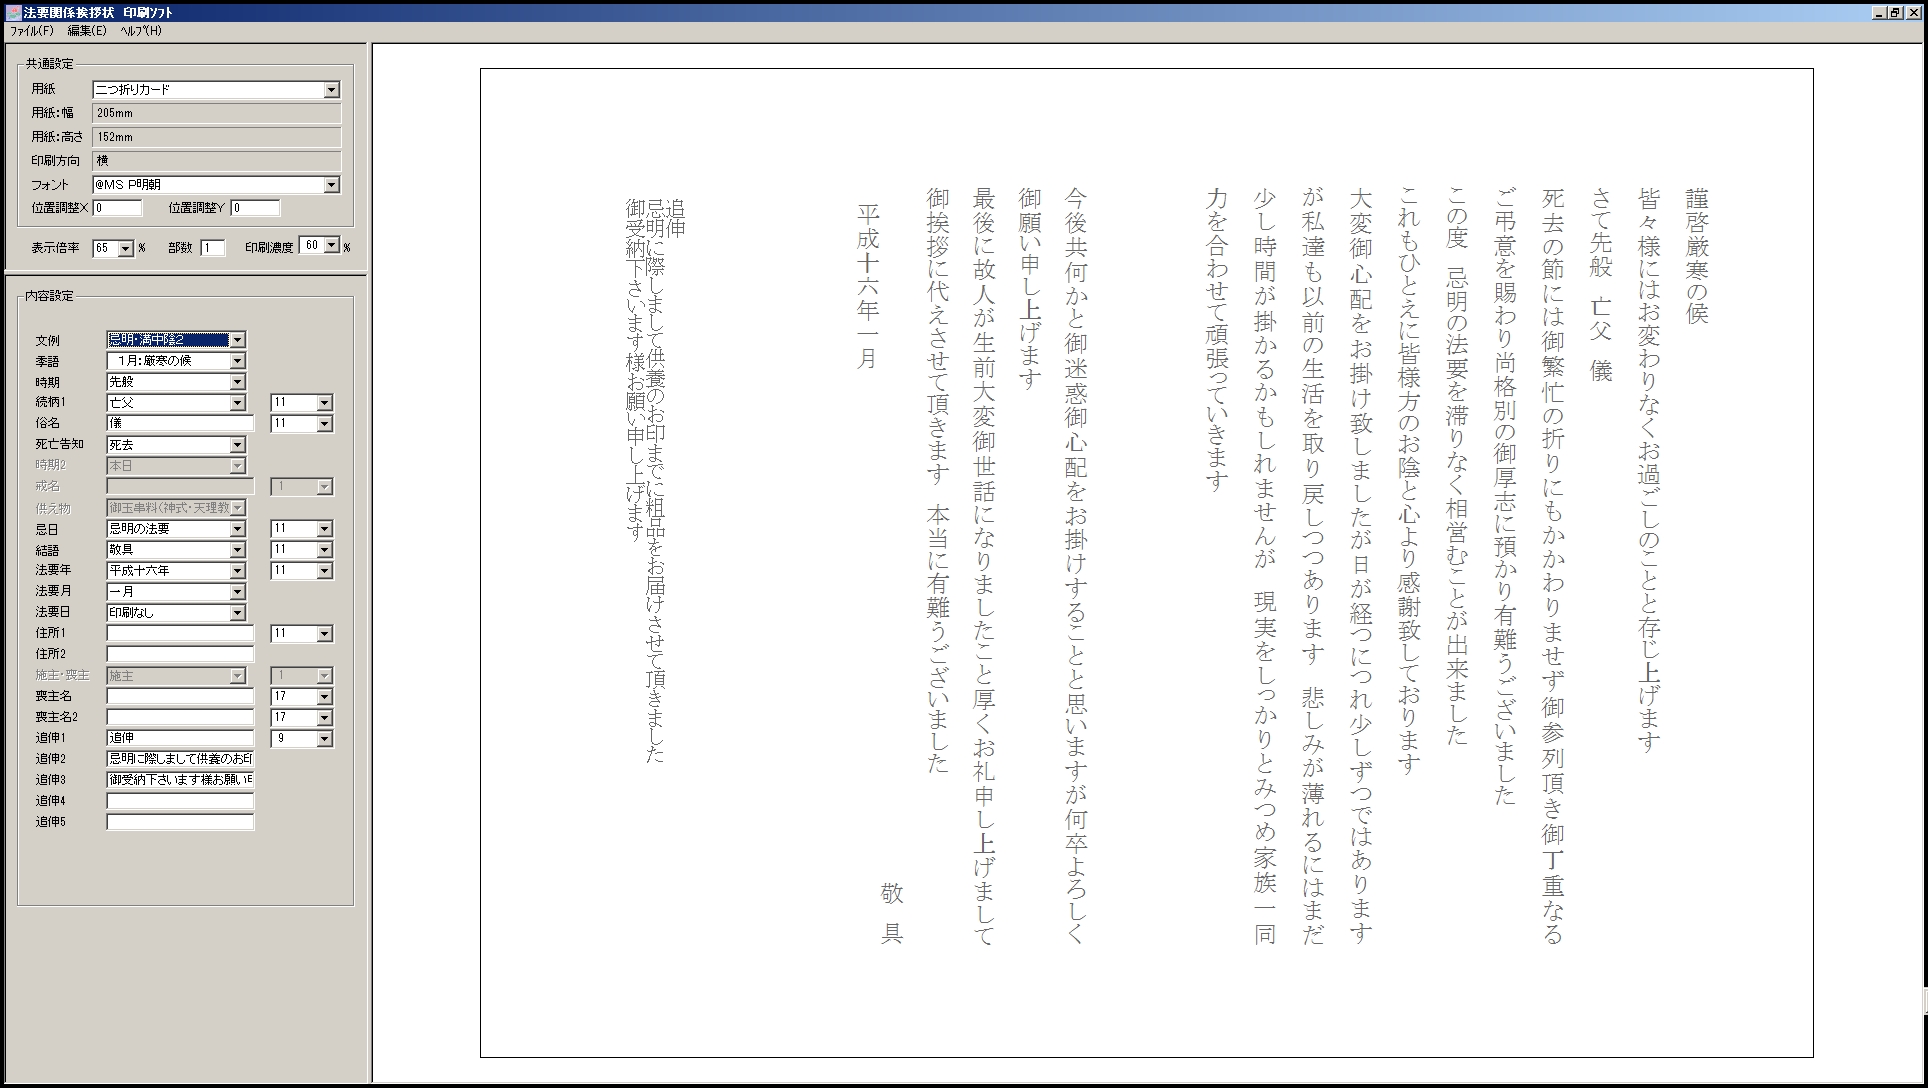 法要関係挨拶状 印刷ソフト
ファイル(F) 編集(E) ヘルプ(H)
共通設定
用紙 二つ折りカード
用紙:幅 205mm
用紙:高さ 152mm
印刷方向 横
フォント @MS P明朝
位置調整X 0 位置調整Y 0
表示倍率 65 % 部数 1 印刷濃度 60 %
内容設定
文例 忌明・満中陰2
季語 1月:厳寒の候
時期 先般
続柄1 亡父 11
俗名 儀 11
死亡告知 死去
時期2 本日
戒名 1
供え物 御玉串料(神式・天理教
忌日 忌明の法要 11
結語 敬具 11
法要年 平成十六年 11
法要月 一月
法要日 印刷なし
住所1 11
住所2
施主・喪主 施主 1
喪主名 17
喪主名2 17
追伸1 追伸 9
追伸2 忌明に際しまして供養のお印
追伸3 御受納下さいます様お願い申
追伸4
追伸5
謹啓厳寒の候
皆々様にはお変わりなくお過ごしのことと存じ上げます
さて先般 亡父 儀
死去の節には御繁忙の折りにもかかわりませず御参列頂き御丁重なる
ご弔意を賜わり尚格別の御厚志に預かり有難うございました
この度 忌明の法要を滞りなく相営むことが出来ました
これもひとえに皆様方のお陰と心より感謝致しております
大変御心配をお掛け致しましたが日が経つにつれ少しずつではあります
が私達も以前の生活を取り戻しつつあります 悲しみが薄れるにはまだ
少し時間が掛かるかもしれませんが 現実をしっかりとみつめ家族一同
力を合わせて頑張っていきます
今後共何かと御迷惑御心配をお掛けすることと思いますが何卒よろしく
御願い申し上げます
最後に故人が生前大変御世話になりましたこと厚くお礼申し上げまして
御挨拶に代えさせて頂きます 本当に有難うございました
敬具
平成十六年一月
追伸
忌明に際しまして供養のお印までに粗品をお届けさせて頂きました
御受納下さいます様お願い申し上げます